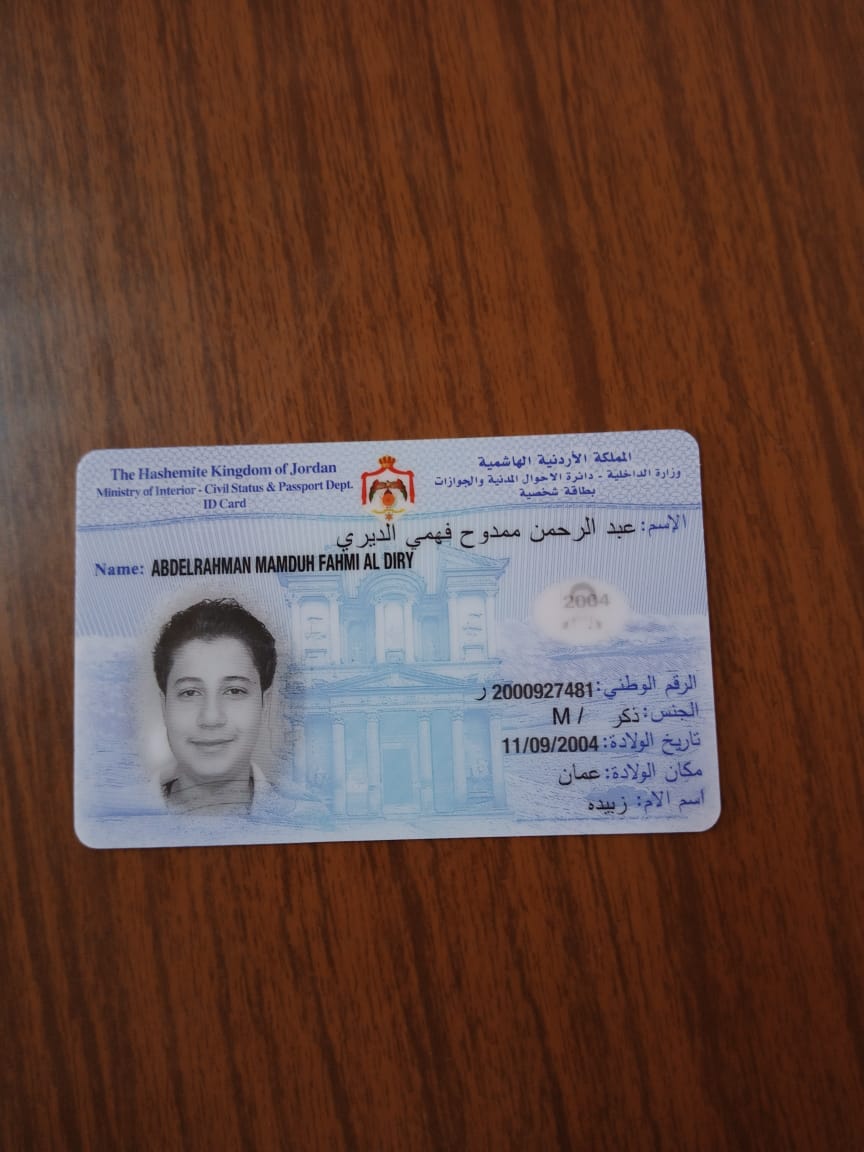 The Hashemite Kingdom of Jordan
Ministry of Interior - Civil Status & Passport Dept.
ID Card
المملكة الأردنية الهاشمية
وزارة الداخلية - دائرة الاحوال المدنية والجوازات
بطاقة شخصية
الإسم: عبد الرحمن ممدوح فهمي الديري
Name: ABDELRAHMAN MAMDUH FAHMI AL DIRY
2004
الرقم الوطني: 2000927481 ر
الجنس: ذكر / M
تاريخ الولادة: 11/09/2004
مكان الولادة: عمان
اسم الام: زبيده